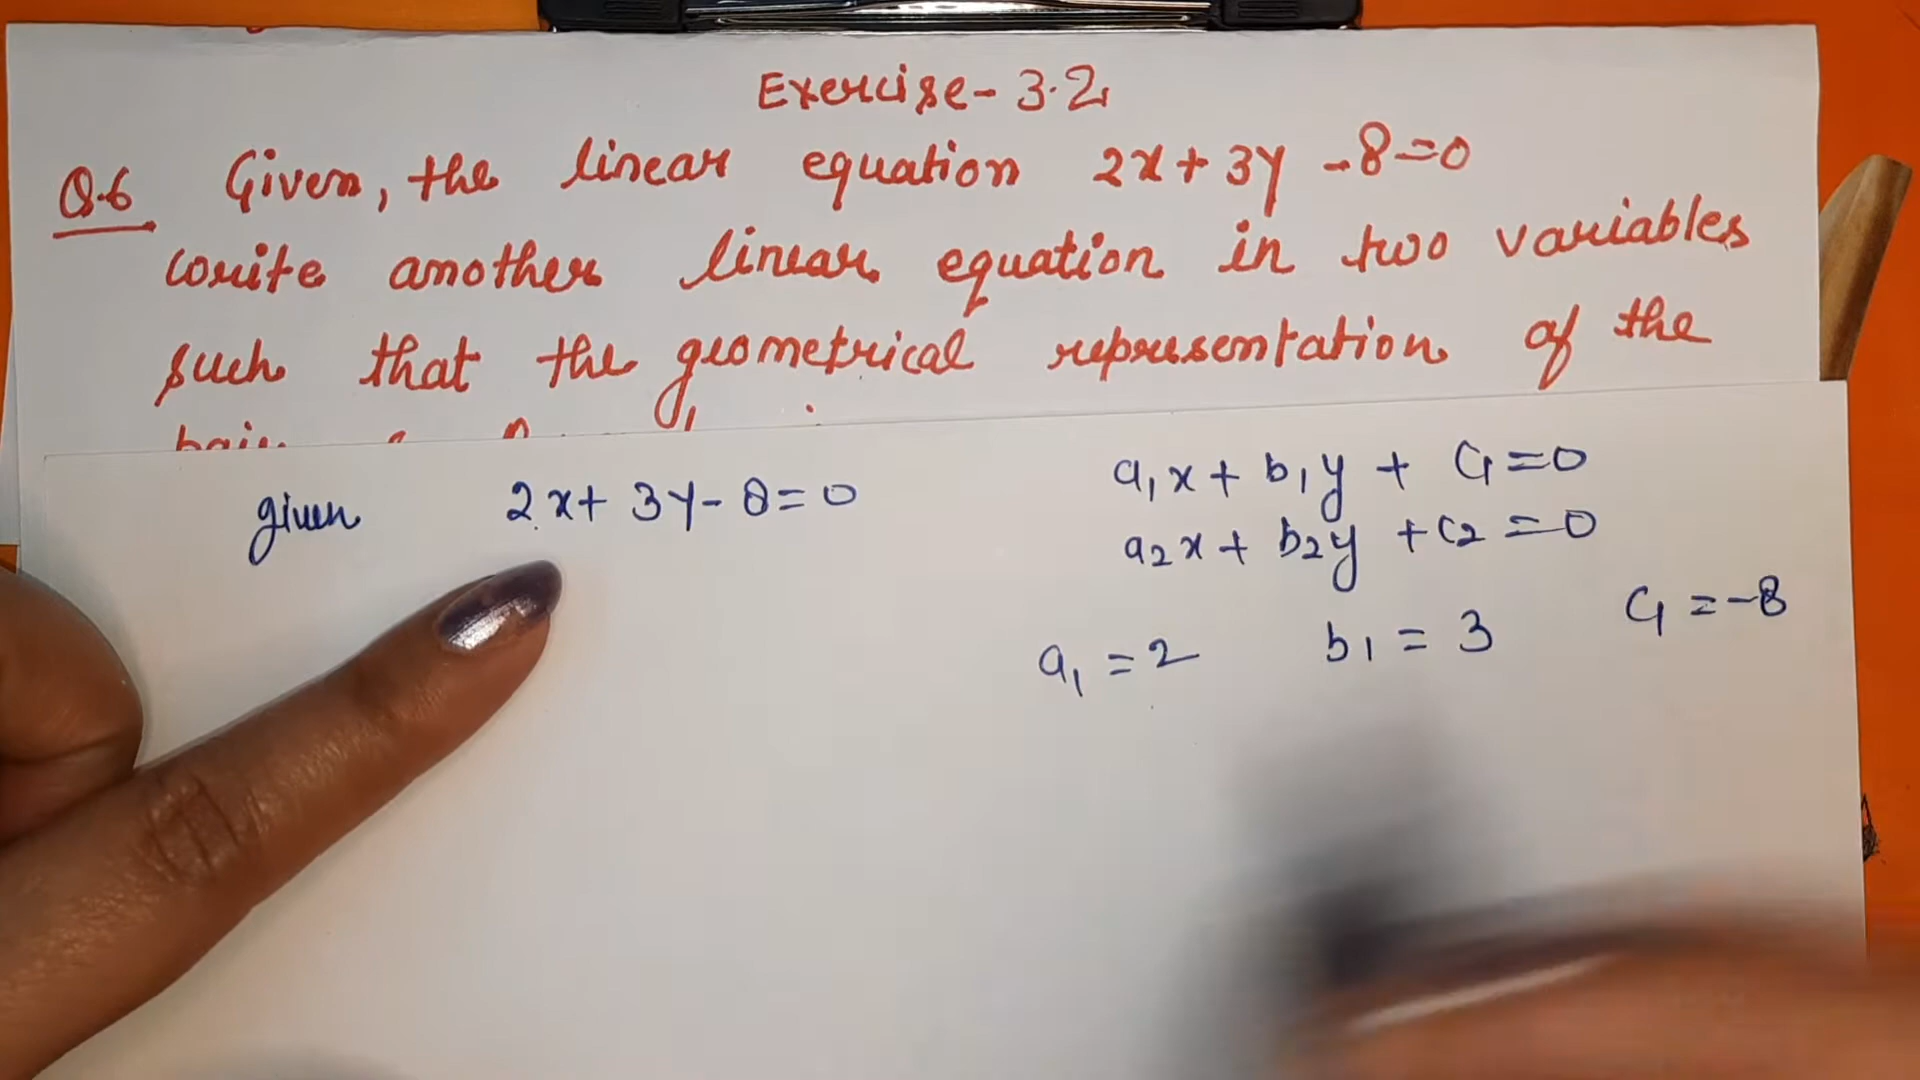 Exercise - 3.2
Q.6 Given, the linear equation 2x + 3y - 8 = 0
write another linear equation in two variables
such that the geometrical representation of the
given 2x + 3y - 8 = 0
a₁x + b₁y + c₁ = 0
a₂x + b₂y + c₂ = 0
a₁ = 2 b₁ = 3 c₁ = -8